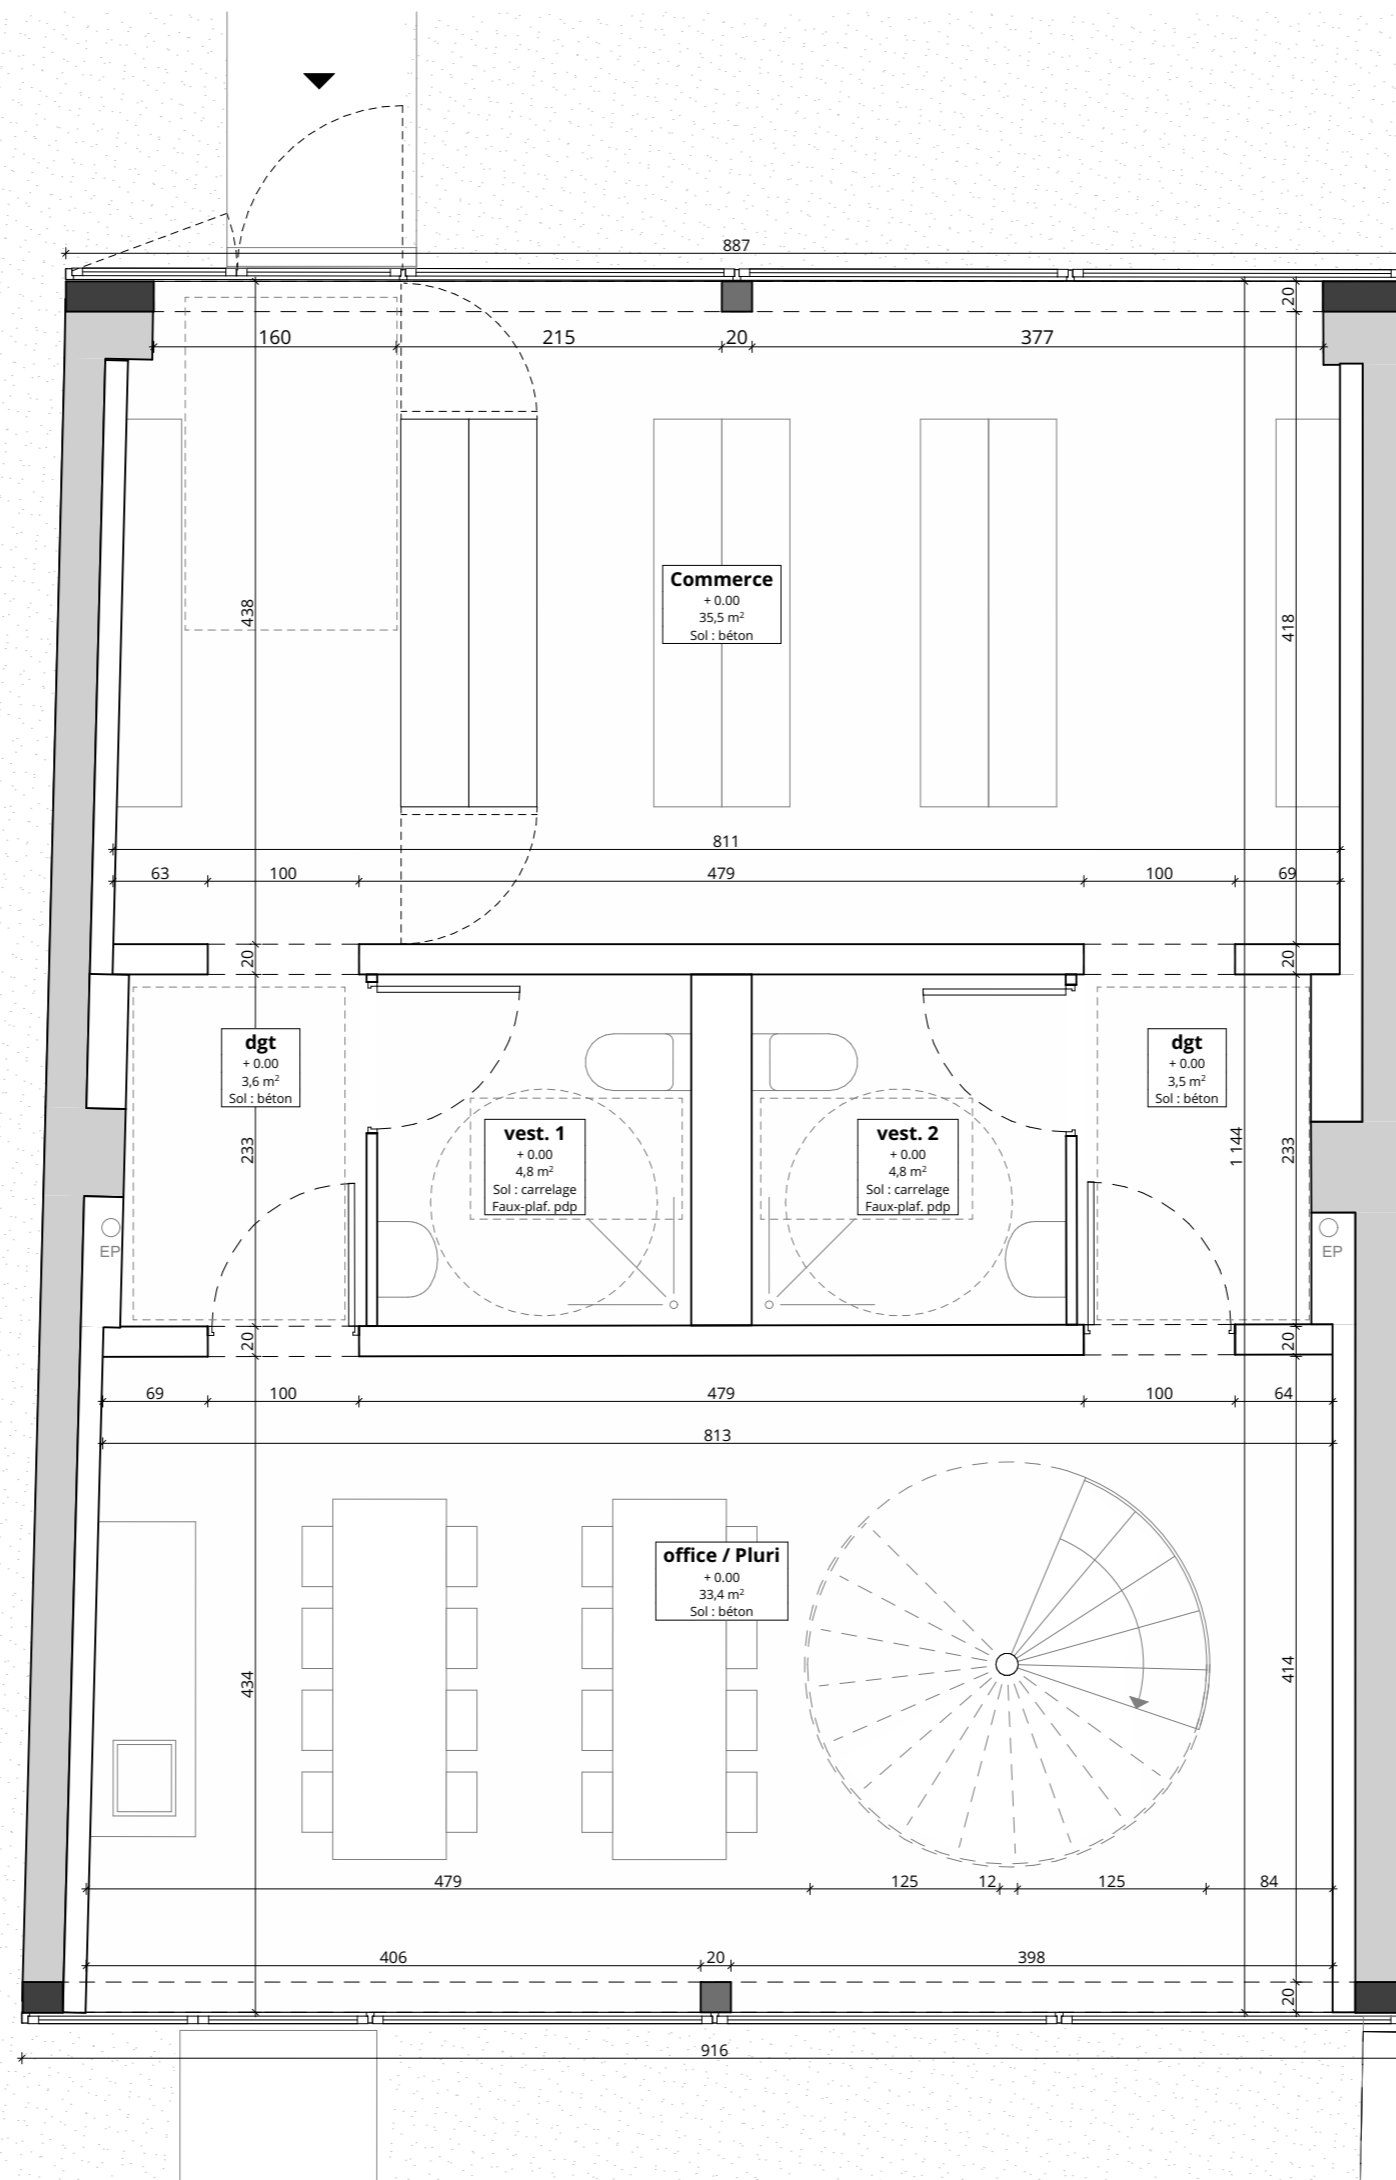 887
20
160 215 20 377
Commerce
+ 0.00
35,5 m²
Sol : béton
438
418
811
63 100 479 100 69
20
20
dgt
+ 0.00
3,6 m²
Sol : béton
dgt
+ 0.00
3,5 m²
Sol : béton
vest. 1
+ 0.00
4,8 m²
Sol : carrelage
Faux-plaf. pdp
vest. 2
+ 0.00
4,8 m²
Sol : carrelage
Faux-plaf. pdp
233
1 144
233
EP
EP
20
20
69 100 479 100 64
813
office / Pluri
+ 0.00
33,4 m²
Sol : béton
434
414
479 125 12 125 84
406 20 398
20
916